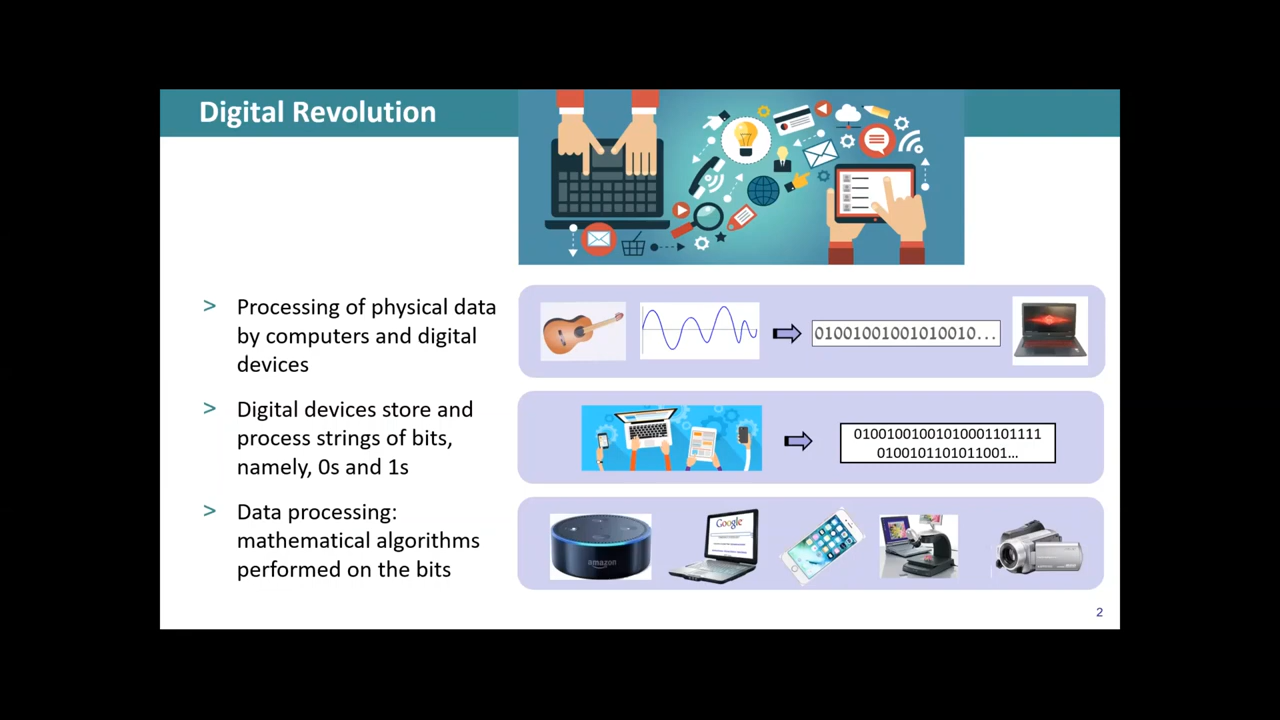 Digital Revolution
> Processing of physical data
by computers and digital
devices
01001001001010010...
> Digital devices store and
process strings of bits,
namely, 0s and 1s
01001001001010001101111
0100101101011001...
> Data processing:
mathematical algorithms
performed on the bits
amazon
Google
2